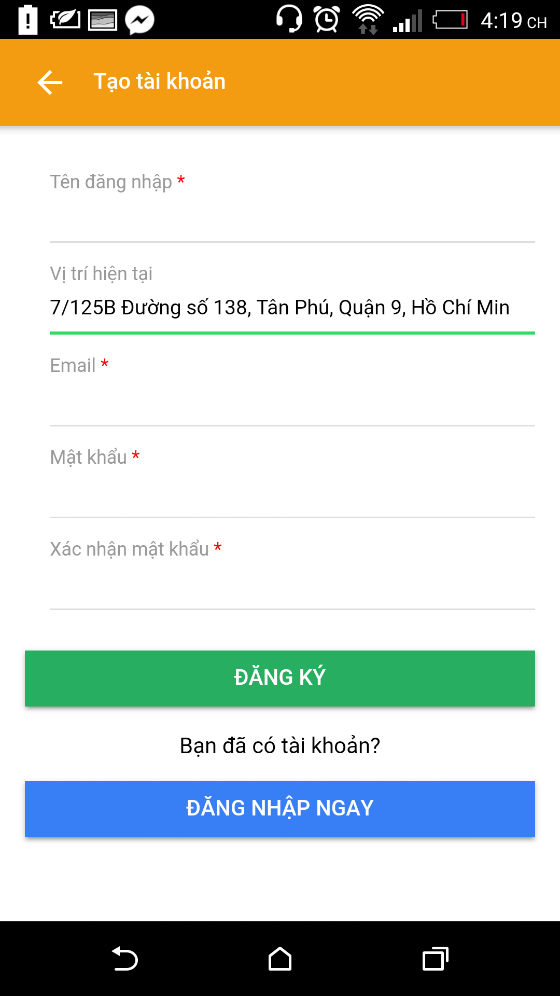 4:19 CH
Tạo tài khoản
Tên đăng nhập *
Vị trí hiện tại
7/125B Đường số 138, Tân Phú, Quận 9, Hồ Chí Min
Email *
Mật khẩu *
Xác nhận mật khẩu *
ĐĂNG KÝ
Bạn đã có tài khoản?
ĐĂNG NHẬP NGAY